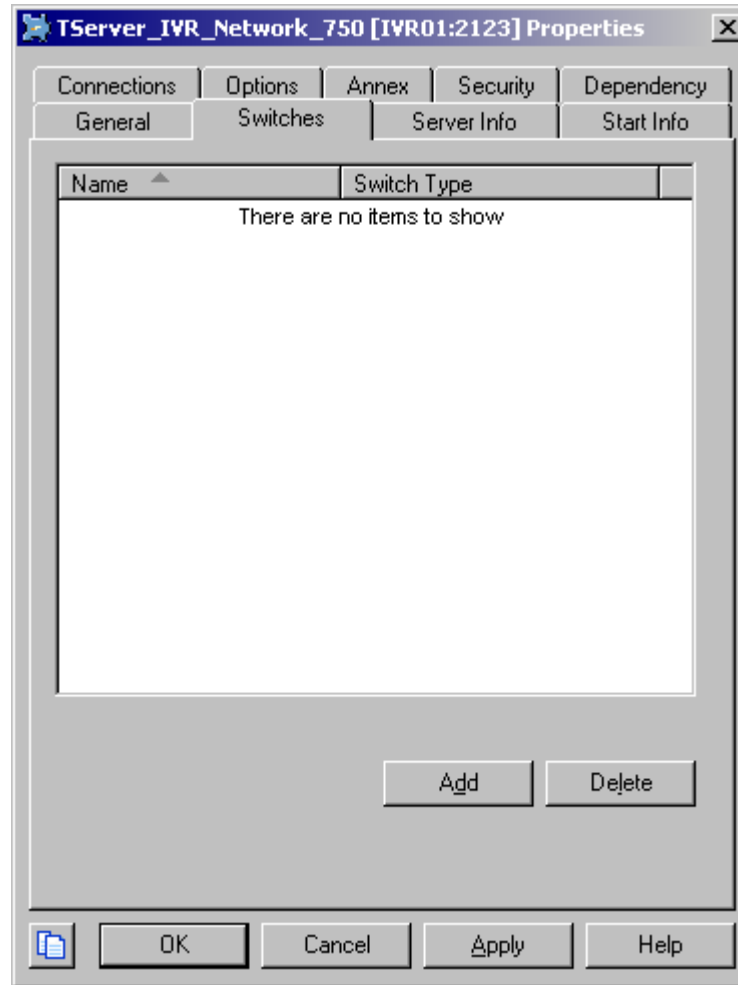 TServer_IVR_Network_750 [IVR01:2123] Properties
Connections Options Annex Security Dependency
General Switches Server Info Start Info
Name Switch Type
There are no items to show
Add Delete
OK Cancel Apply Help